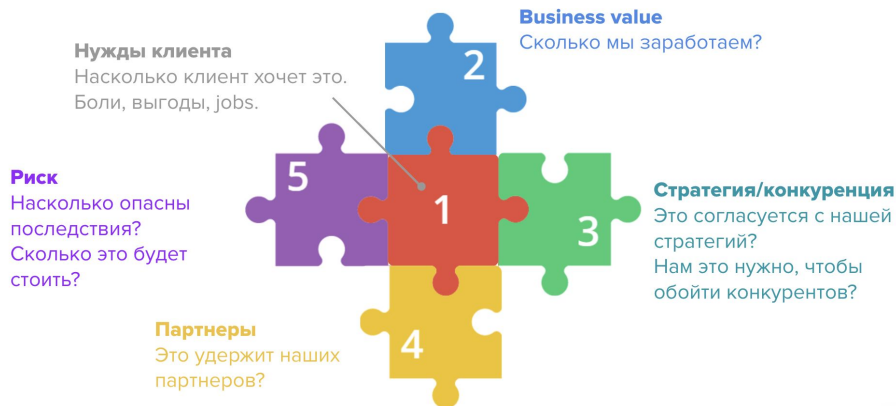 Business value
Сколько мы заработаем?
Нужды клиента
Насколько клиент хочет это.
Боли, выгоды, jobs.
2
5
Риск
Насколько опасны
последствия?
Сколько это будет
стоить?
1
3
Стратегия/конкуренция
Это согласуется с нашей
стратегий?
Нам это нужно, чтобы
обойти конкурентов?
Партнеры
Это удержит наших
партнеров?
4